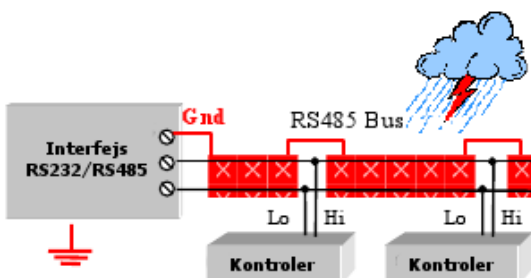 Gnd
RS485 Bus
Interfejs
RS232/RS485
Lo Hi
Lo Hi
Kontroler
Kontroler